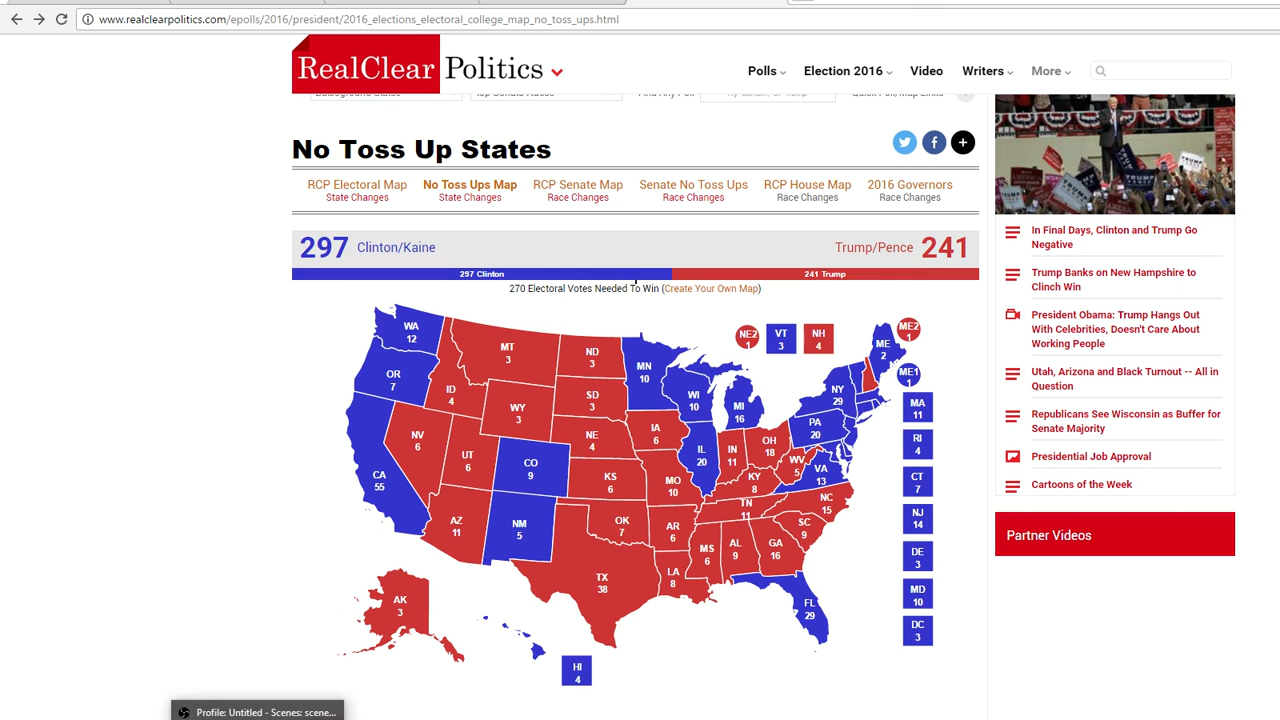 www.realclearpolitics.com/epolls/2016/president/2016_elections_electoral_college_map_no_toss_ups.html
RealClear Politics
Polls Election 2016 Video Writers More
No Toss Up States
RCP Electoral Map No Toss Ups Map RCP Senate Map Senate No Toss Ups RCP House Map 2016 Governors
State Changes State Changes Race Changes Race Changes Race Changes Race Changes
297 Clinton/Kaine Trump/Pence 241
297 Clinton 241 Trump
270 Electoral Votes Needed To Win (Create Your Own Map)
WA
12
OR
7
CA
55
NV
6
ID
4
MT
3
WY
3
UT
6
AZ
11
CO
9
NM
5
ND
3
SD
3
NE
4
KS
6
OK
7
TX
38
MN
10
IA
6
MO
10
AR
6
LA
8
WI
10
IL
20
MI
16
IN
11
OH
18
KY
8
TN
11
MS
6
AL
9
GA
16
FL
29
SC
9
NC
15
VA
13
WV
5
PA
20
NY
29
ME
2
NE2
1
VT
3
NH
4
ME2
1
ME1
1
MA
11
RI
4
CT
7
NJ
14
DE
3
MD
10
DC
3
AK
3
HI
4
In Final Days, Clinton and Trump Go
Negative
Trump Banks on New Hampshire to
Clinch Win
President Obama: Trump Hangs Out
With Celebrities, Doesn't Care About
Working People
Utah, Arizona and Black Turnout -- All in
Question
Republicans See Wisconsin as Buffer for
Senate Majority
Presidential Job Approval
Cartoons of the Week
Partner Videos
Profile: Untitled - Scenes: scene...